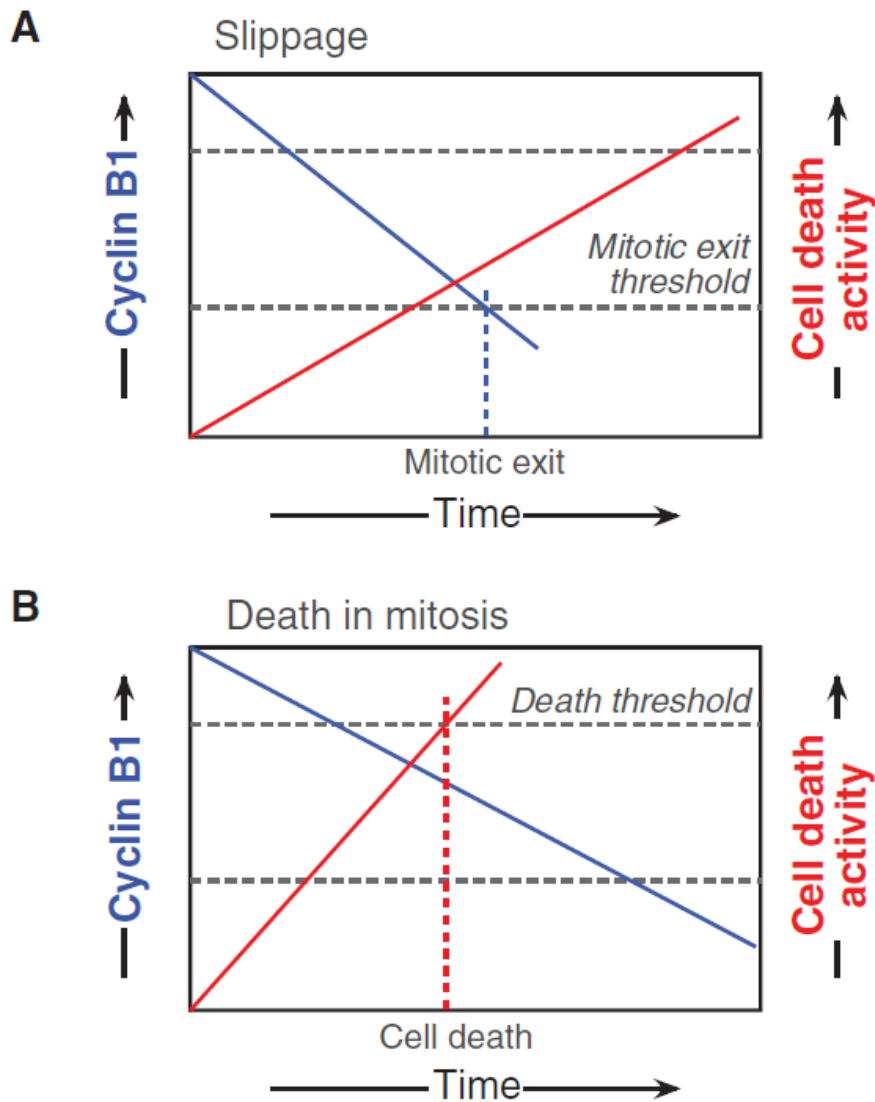 A
Slippage
Cyclin B1
Mitotic exit
threshold
Cell death
activity
Mitotic exit
Time
B
Death in mitosis
Cyclin B1
Death threshold
Cell death
activity
Cell death
Time